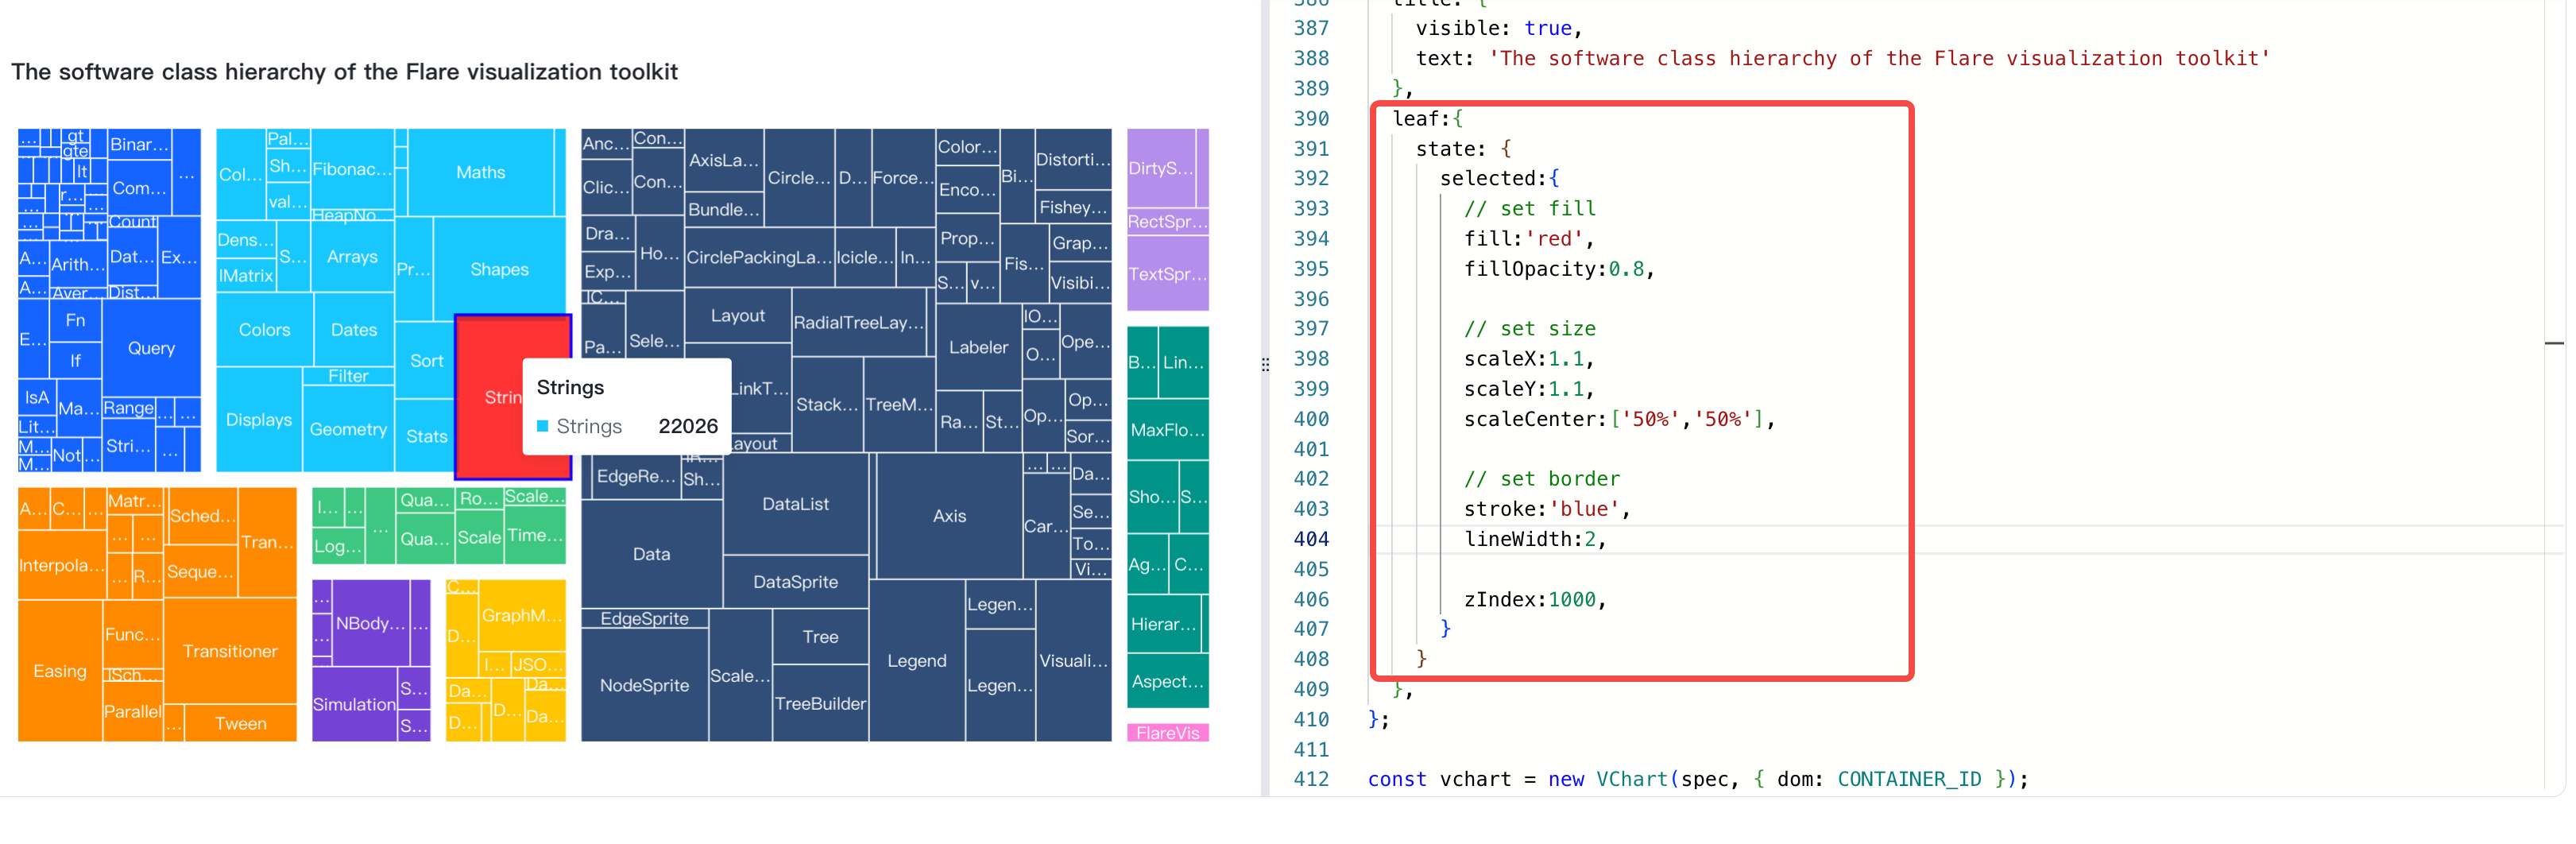 The software class hierarchy of the Flare visualization toolkit
... gt gte lt r... ... ... ... Count
Binar...
Com...
...
A... Arith... Dat... Ex...
A... Aver... Dist...
E... Fn If Query
IsA Ma... Range ... ...
Lit...
M... Not ... Stri... ...
M...
Col... Pal... Sh... val... Fibonac... HeapNo... Maths
Dens... S... Arrays Pr... Shapes
IMatrix
Colors Dates Sort Strin
Filter
Displays Geometry Stats
Strings
Strings 22026
Anc... Con... AxisLa... Circle... D... Force... Color... Bi... Distorti...
Clic... Con... Bundle... Enco... Fishey...
Dra... Ho... CirclePackingLa... Icicle... In... Prop... Fis... Grap...
Exp... S... v... Visibi...
IC... Layout RadialTreeLay... Labeler IO... Ope...
Pa... Sele... O...
LinkT... Stack... TreeM... Ra... St... Op... Op...
ayout Sor...
EdgeRe... Sh... DataList Axis ... ... Da...
Car... Se...
Data DataSprite To...
Vi...
EdgeSprite Tree Legend Legen... Visuali...
NodeSprite Scale... TreeBuilder Legen...
DirtyS...
RectSpr...
TextSpr...
B... Lin...
MaxFlo...
Sho... S...
Ag... C...
Hierar...
Aspect...
FlareVis
A... C... ... Matr... Sched... Tran...
Interpola... ... ... ... R... Seque...
Easing Func... Transitioner
ISch...
Parallel ... Tween
I... ... ... Qua... Ro... Scale...
Log... Qua... Scale Time...
... NBody... ...
...
Simulation S...
S...
C... GraphM...
D... I... JSO...
Da... D... Da...
D... Da...
387 visible: true,
388 text: 'The software class hierarchy of the Flare visualization toolkit'
389 },
390 leaf:{
391 state: {
392 selected:{
393 // set fill
394 fill:'red',
395 fillOpacity:0.8,
396
397 // set size
398 scaleX:1.1,
399 scaleY:1.1,
400 scaleCenter:['50%','50%'],
401
402 // set border
403 stroke:'blue',
404 lineWidth:2,
405
406 zIndex:1000,
407 }
408 }
409 },
410 };
411
412 const vchart = new VChart(spec, { dom: CONTAINER_ID });